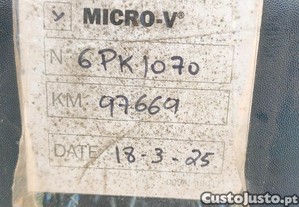 MICRO-V®
N 6PK1070
KM: 97669
DATE: 18-3-25
CustoJusto.pt